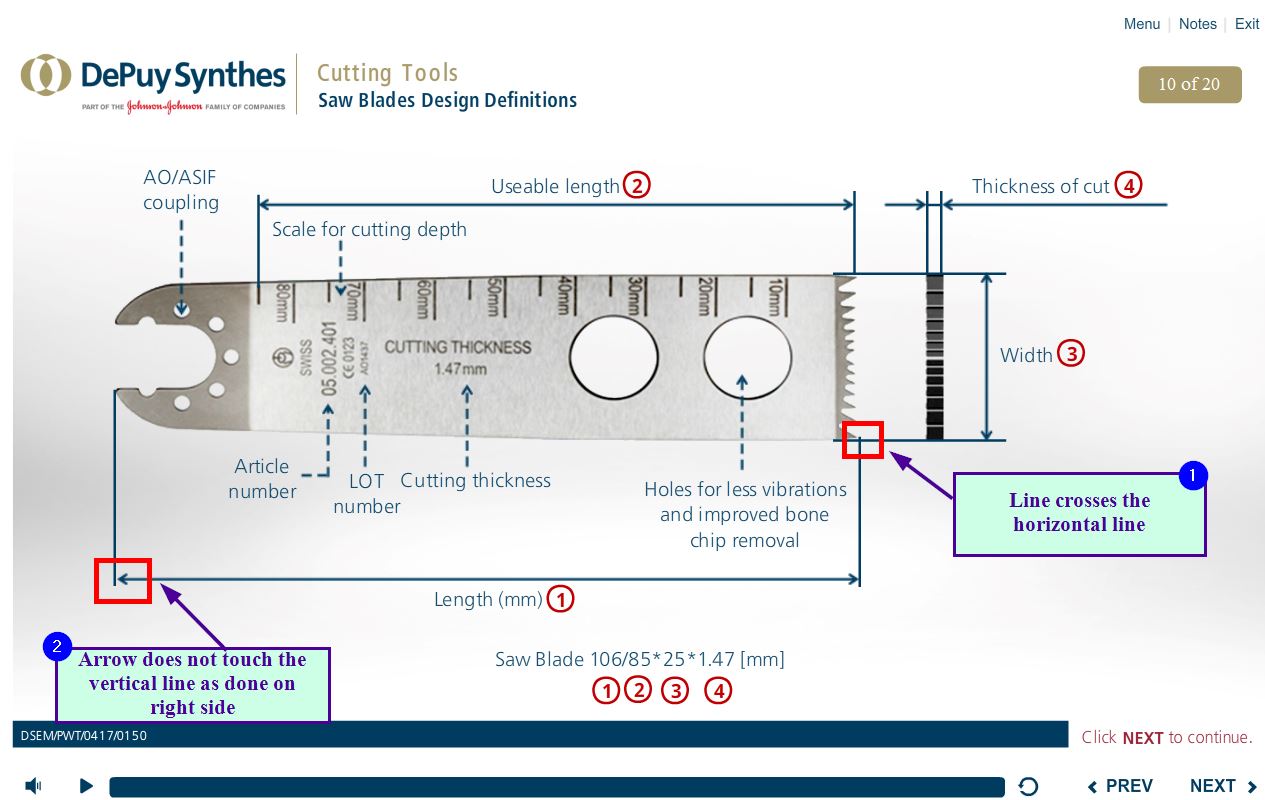 Menu | Notes | Exit
DePuy Synthes
PART OF THE Johnson & Johnson FAMILY OF COMPANIES
Cutting Tools
Saw Blades Design Definitions
10 of 20
AO/ASIF
coupling
Useable length 2
Thickness of cut 4
Scale for cutting depth
80mm
70mm
60mm
50mm
40mm
30mm
20mm
10mm
SWISS
05.002.401
CE 0123
CUTTING THICKNESS
1.47mm
Width 3
Article
number
LOT
number
Cutting thickness
Holes for less vibrations
and improved bone
chip removal
1
Line crosses the
horizontal line
Length (mm) 1
2
Arrow does not touch the
vertical line as done on
right side
Saw Blade 106/85*25*1.47 [mm]
1 2 3 4
DSEM/PWT/0417/0150
Click NEXT to continue.
PREV
NEXT